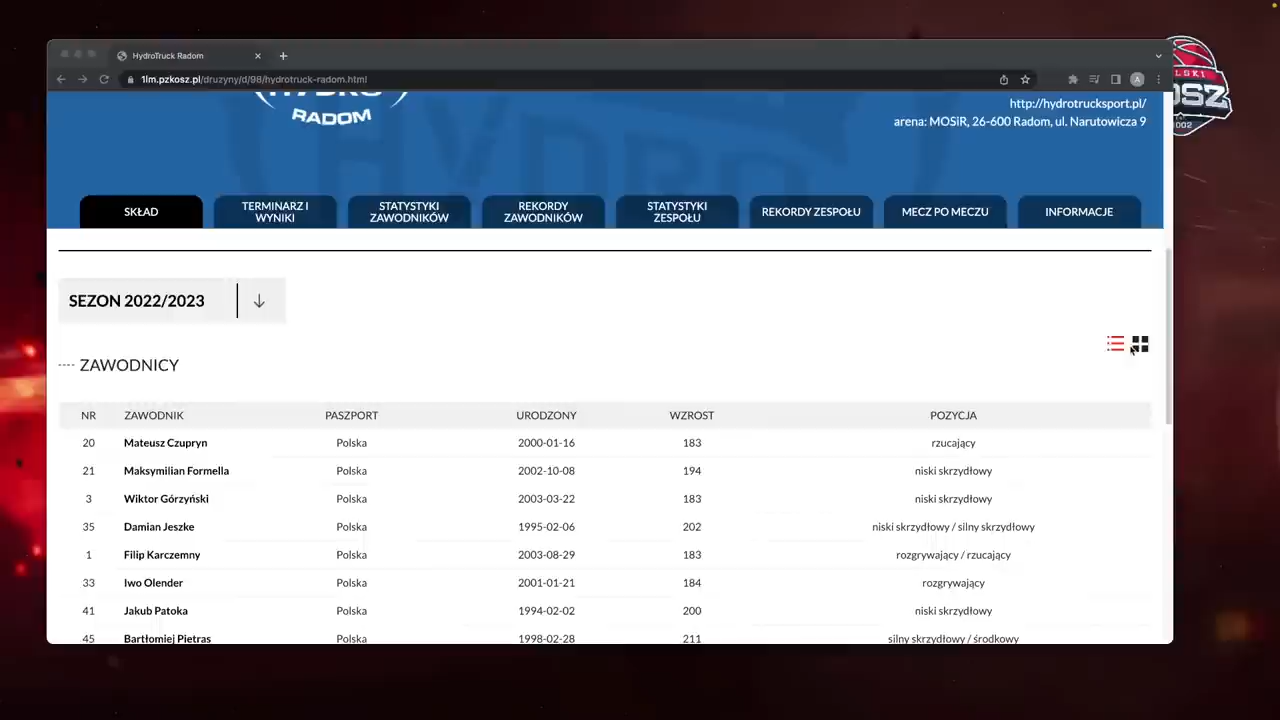 HydroTruck Radom
1lm.pzkosz.pl/druzyny/d/98/hydrotruck-radom.html
A
HYDRO
RADOM
http://hydrotrucksport.pl/
arena: MOSiR, 26-600 Radom, ul. Narutowicza 9
LSKI
OSZ
SKŁAD
TERMINARZ I
WYNIKI
STATYSTYKI
ZAWODNIKÓW
REKORDY
ZAWODNIKÓW
STATYSTYKI
ZESPOŁU
REKORDY ZESPOŁU
MECZ PO MECZU
INFORMACJE
SEZON 2022/2023
---- ZAWODNICY
NR ZAWODNIK PASZPORT URODZONY WZROST POZYCJA
20 Mateusz Czupryn Polska 2000-01-16 183 rzucający
21 Maksymilian Formella Polska 2002-10-08 194 niski skrzydłowy
3 Wiktor Górzyński Polska 2003-03-22 183 niski skrzydłowy
35 Damian Jeszke Polska 1995-02-06 202 niski skrzydłowy / silny skrzydłowy
1 Filip Karczemny Polska 2003-08-29 183 rozgrywający / rzucający
33 Iwo Olender Polska 2001-01-21 184 rozgrywający
41 Jakub Patoka Polska 1994-02-02 200 niski skrzydłowy
45 Bartłomiej Pietras Polska 1998-02-28 211 silny skrzydłowy / środkowy